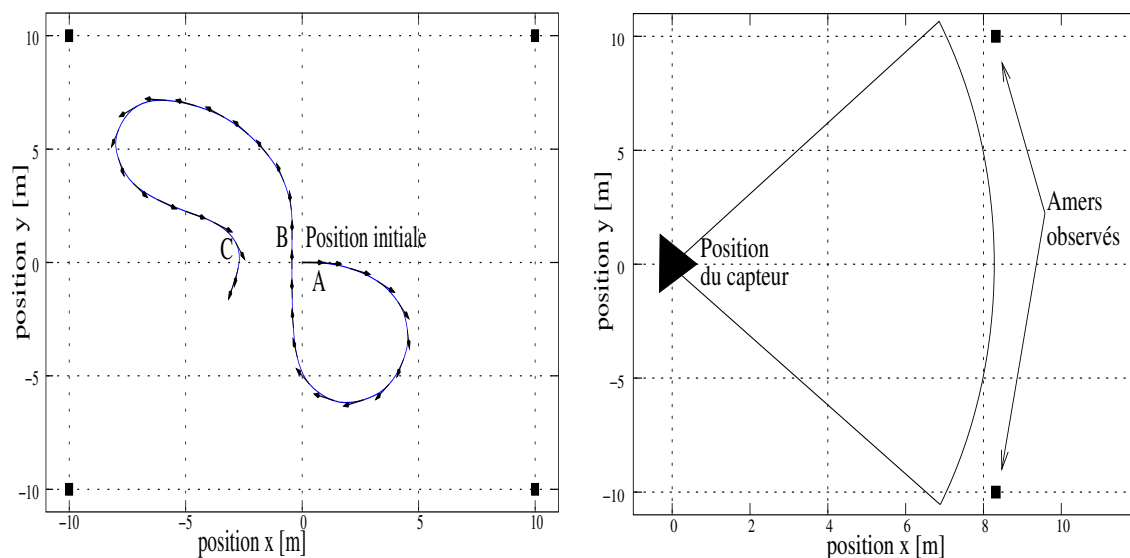 10
5
0
−5
−10
−10
−5
0
5
10
position x [m]
position y [m]
A
B
C
Position initiale
10
5
0
−5
−10
0
2
4
6
8
10
position x [m]
position y [m]
Position
du capteur
Amers
observés